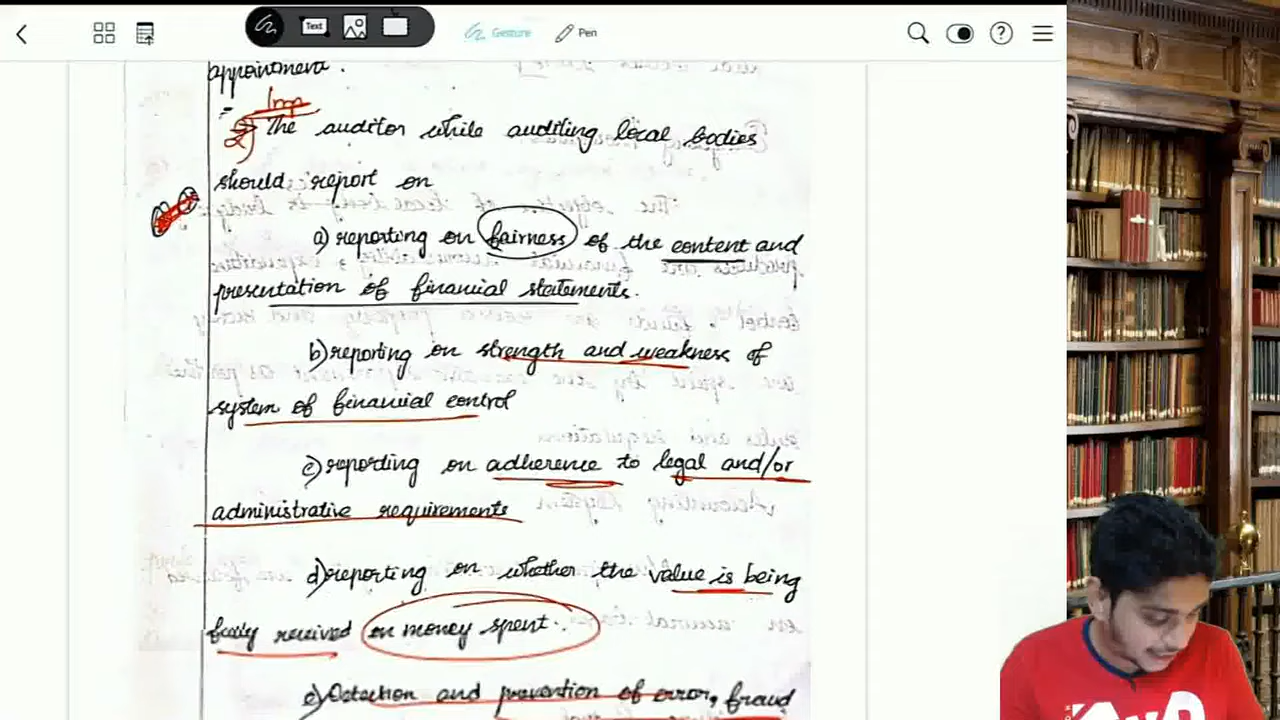 Text
Gesture
Pen
appointment.
Imp
2) The auditor while auditing local bodies
should report on
a) reporting on fairness of the content and
presentation of financial statements.
b) reporting on strength and weakness of
system of financial control
c) reporting on adherence to legal and/or
administrative requirements
d) reporting on whether the value is being
fully received on money spent.
e) Detection and prevention of error, fraud